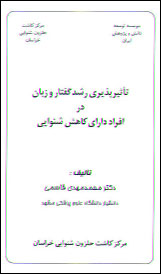 موسسه توسعه
دانش و پژوهش
ایران
مرکز کاشت
حلزون شنوایی
خراسان
تأثیرپذیری رشد گفتار و زبان
در
افراد دارای کاهش شنوایی
تألیف :
دکتر محمدمهدی قاسمی
دانشیار دانشگاه علوم پزشکی مشهد
مرکز کاشت حلزون شنوایی خراسان